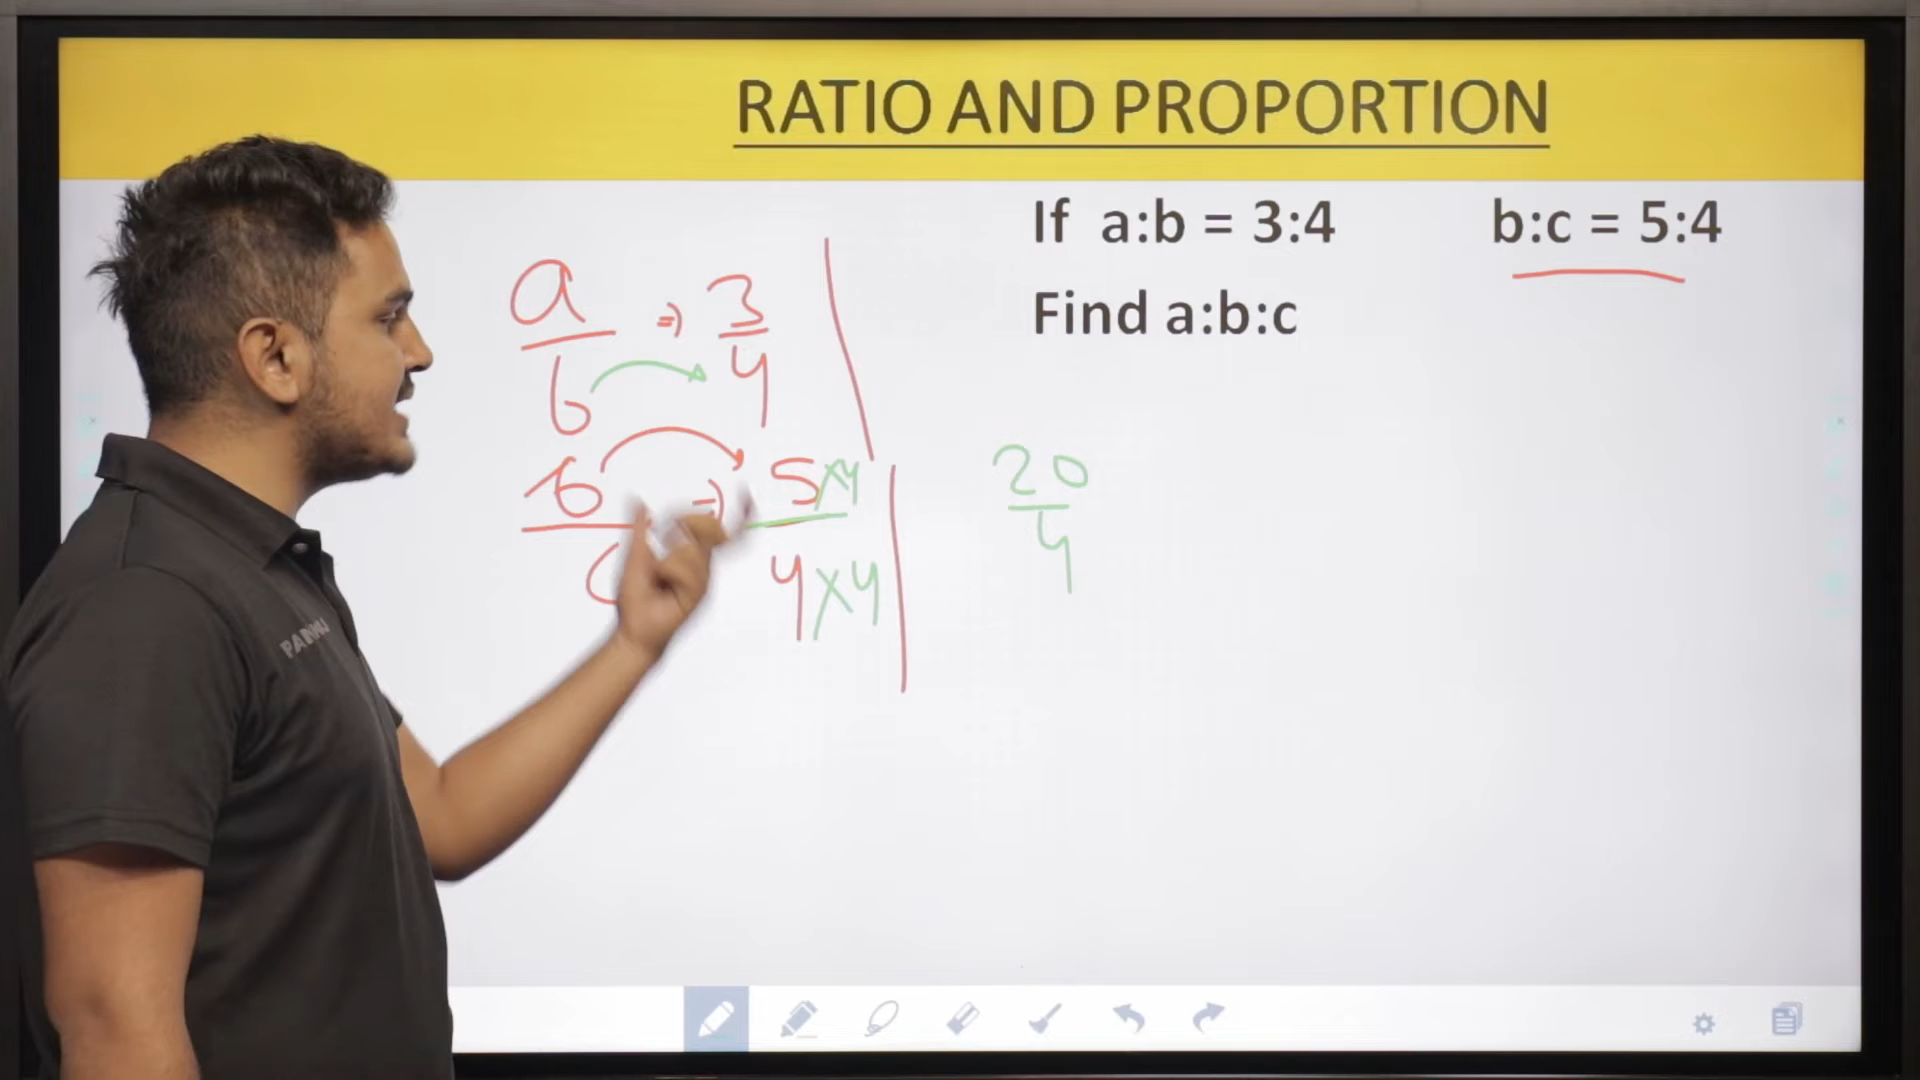 RATIO AND PROPORTION
If a:b = 3:4 b:c = 5:4
Find a:b:c
a/b ⇒ 3/4
b/c ⇒ 5×4/4×4
20/4